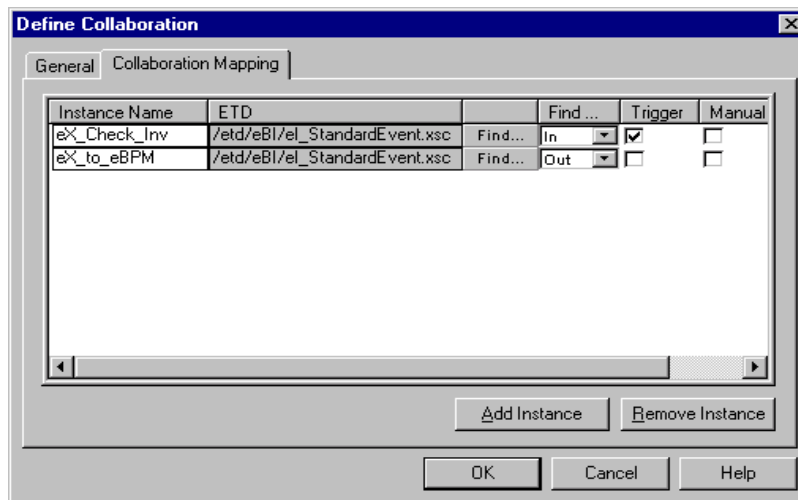 Define Collaboration
General Collaboration Mapping
Instance Name ETD Find ... Trigger Manual
eX_Check_Inv /etd/eBI/eI_StandardEvent.xsc Find... In
eX_to_eBPM /etd/eBI/eI_StandardEvent.xsc Find... Out
Add Instance Remove Instance
OK Cancel Help